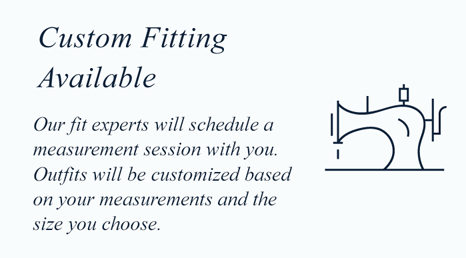 Custom Fitting
Available
Our fit experts will schedule a
measurement session with you.
Outfits will be customized based
on your measurements and the
size you choose.